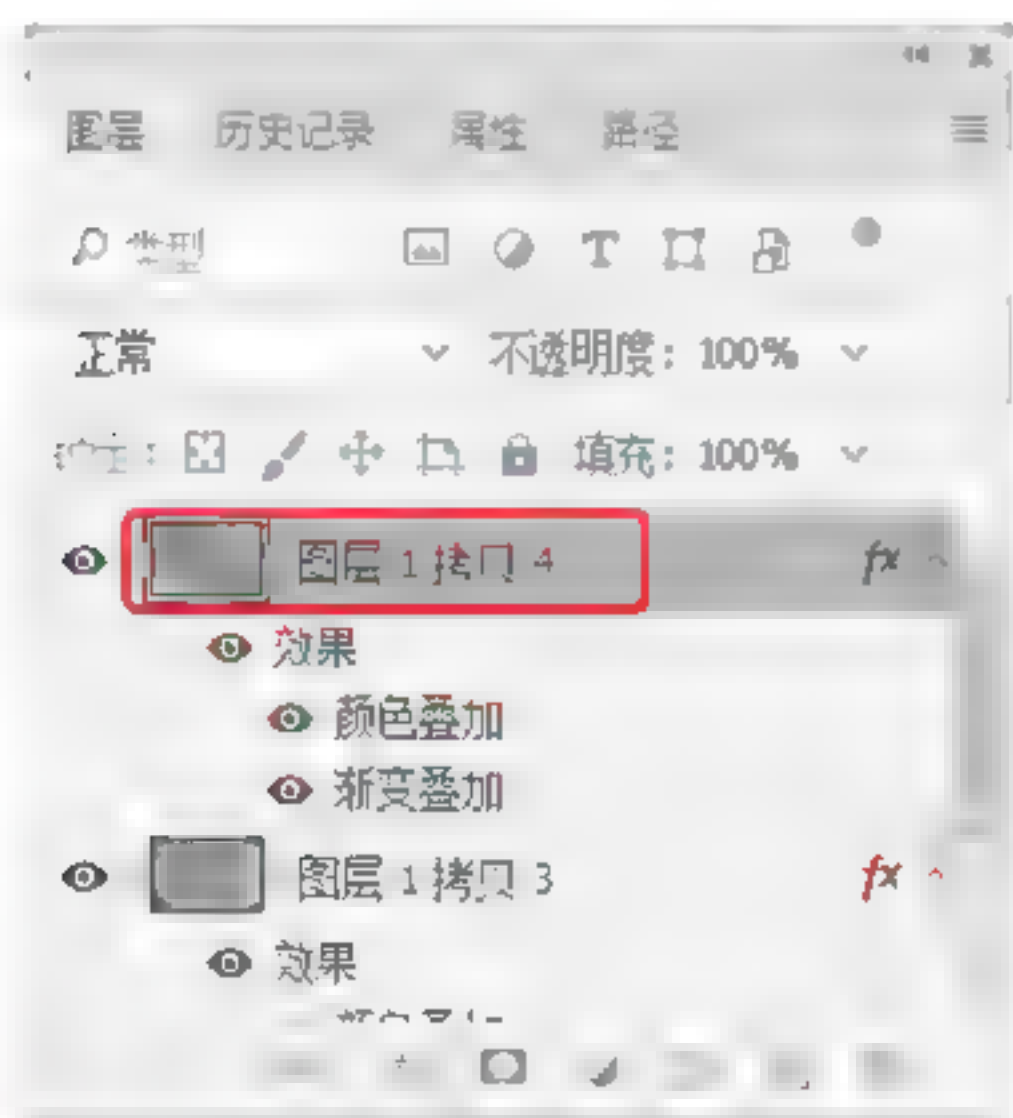 图层 历史记录 属性 路径
类型 T
正常 不透明度: 100%
填充: 100%
图层 1 拷贝 4 fx
效果
颜色叠加
渐变叠加
图层 1 拷贝 3 fx
效果